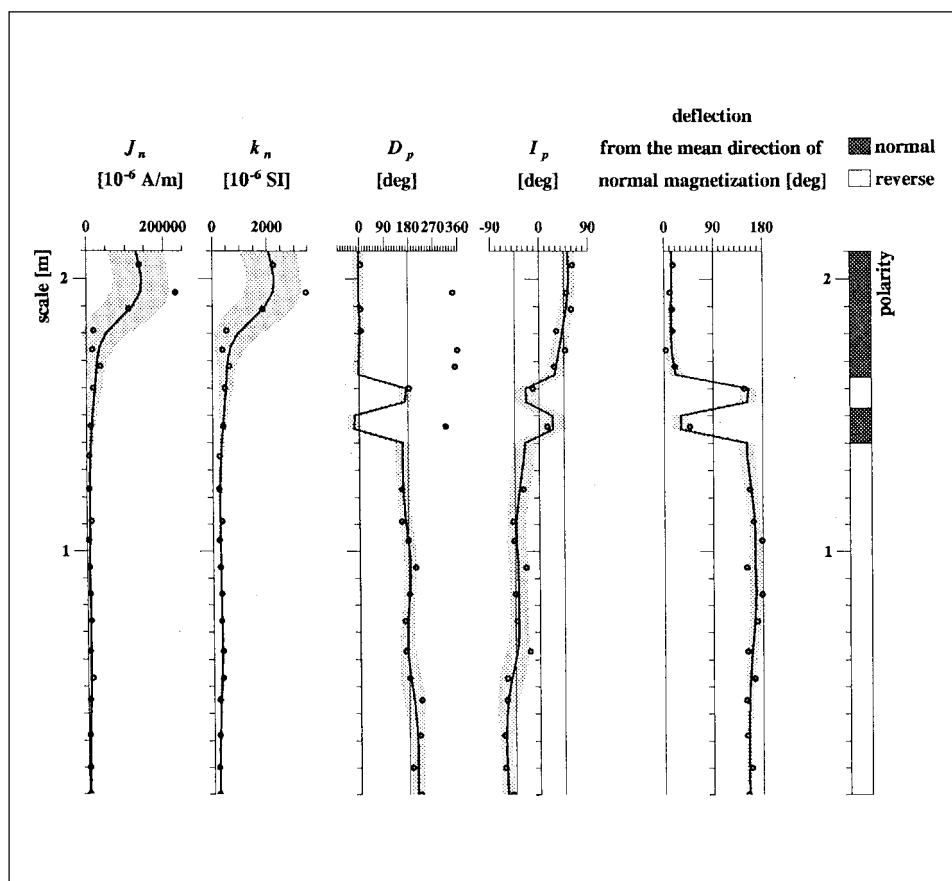 deflection
J n k n D p I p from the mean direction of normal
[10⁻⁶ A/m] [10⁻⁶ SI] [deg] [deg] normal magnetization [deg] reverse
0 200000 0 2000 0 90 180 270 360 -90 0 90 0 90 180
scale [m]
polarity
2 2
1 1